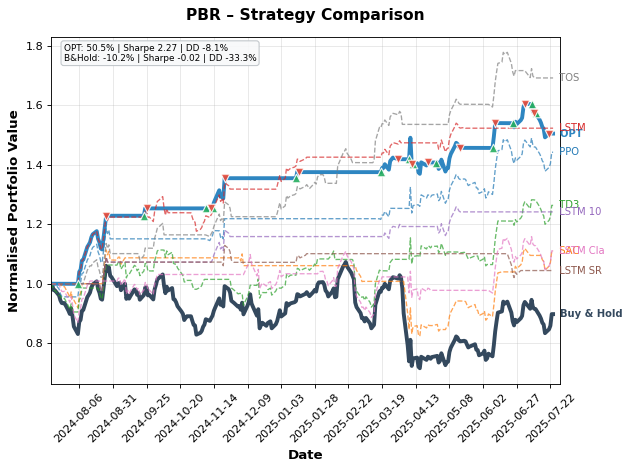 PBR – Strategy Comparison
OPT: 50.5% | Sharpe 2.27 | DD -8.1%
B&Hold: -10.2% | Sharpe -0.02 | DD -33.3%
Normalised Portfolio Value
1.8
1.6
1.4
1.2
1.0
0.8
TOS
LSTM
OPT
PPO
TD3
LSTM 10
LSTM Cla
LSTM SR
Buy & Hold
2024-08-06
2024-08-31
2024-09-25
2024-10-20
2024-11-14
2024-12-09
2025-01-03
2025-01-28
2025-02-22
2025-03-19
2025-04-13
2025-05-08
2025-06-02
2025-06-27
2025-07-22
Date